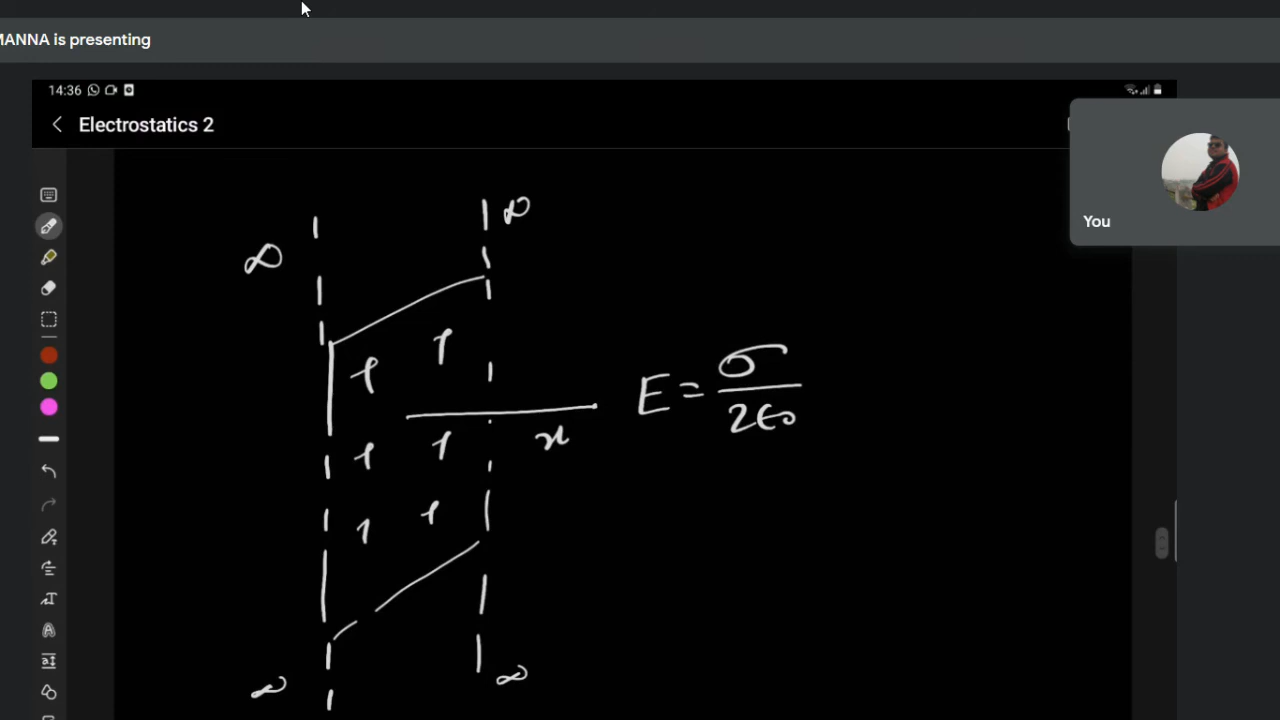 MANNA is presenting
14:36
Electrostatics 2
You
∞ ∞
+ +
E = σ/2ε₀
+ + x
+ +
∞ ∞